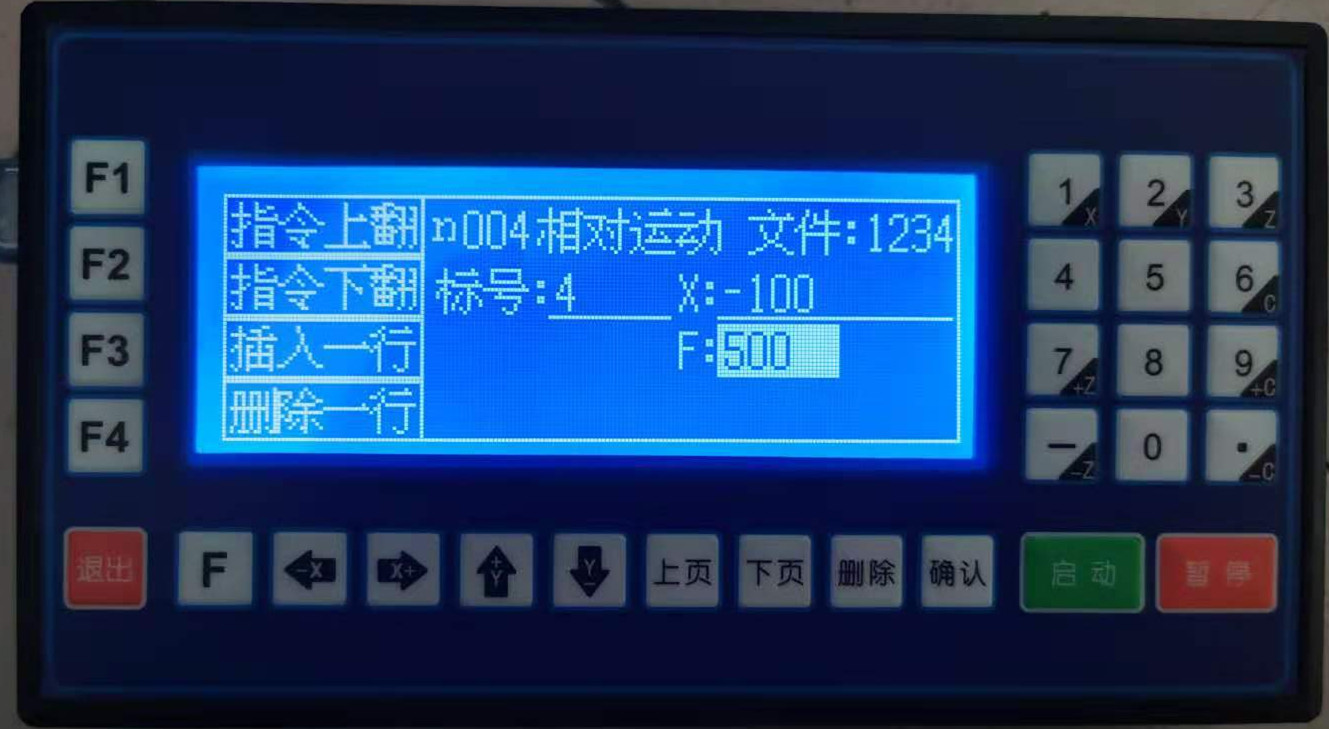 F1
F2
F3
F4
指令上翻
指令下翻
插入一行
删除一行
n004相对运动 文件:1234
标号:4 X:-100
F:500
1 X 2 Y 3 Z
4 5 6 C
7 +Z 8 9 +C
- -Z 0 . -C
退出 F -X X+ +Y Y- 上页 下页 删除 确认 启动 暂停